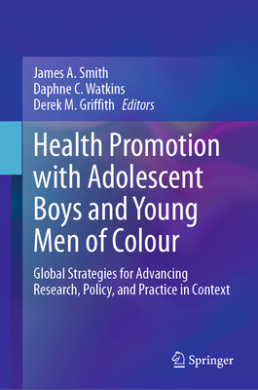 James A. Smith
Daphne C. Watkins
Derek M. Griffith Editors
Health Promotion
with Adolescent
Boys and Young
Men of Colour
Global Strategies for Advancing
Research, Policy, and Practice in Context
Springer